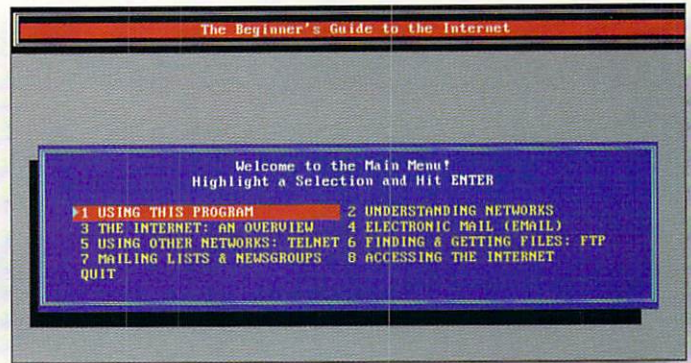 The Beginner's Guide to the Internet
Welcome to the Main Menu!
Highlight a Selection and Hit ENTER
1 USING THIS PROGRAM 2 UNDERSTANDING NETWORKS
3 THE INTERNET: AN OVERVIEW 4 ELECTRONIC MAIL (EMAIL)
5 USING OTHER NETWORKS: TELNET 6 FINDING & GETTING FILES: FTP
7 MAILING LISTS & NEWSGROUPS 8 ACCESSING THE INTERNET
QUIT